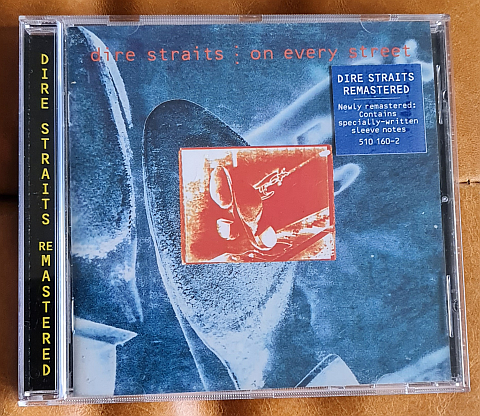 dire straits : on every street
DIRE STRAITS
REMASTERED
Newly remastered:
Contains
specially-written
sleeve notes
510 160-2
DIRE STRAITS REMASTERED